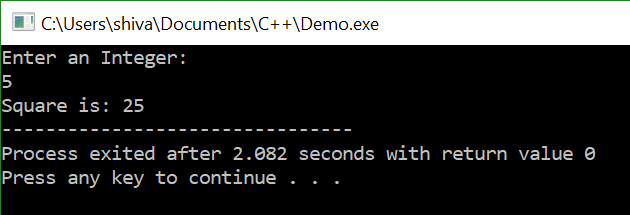 C:\Users\shiva\Documents\C++\Demo.exe
Enter an Integer:
5
Square is: 25
--------------------------------
Process exited after 2.082 seconds with return value 0
Press any key to continue . . .